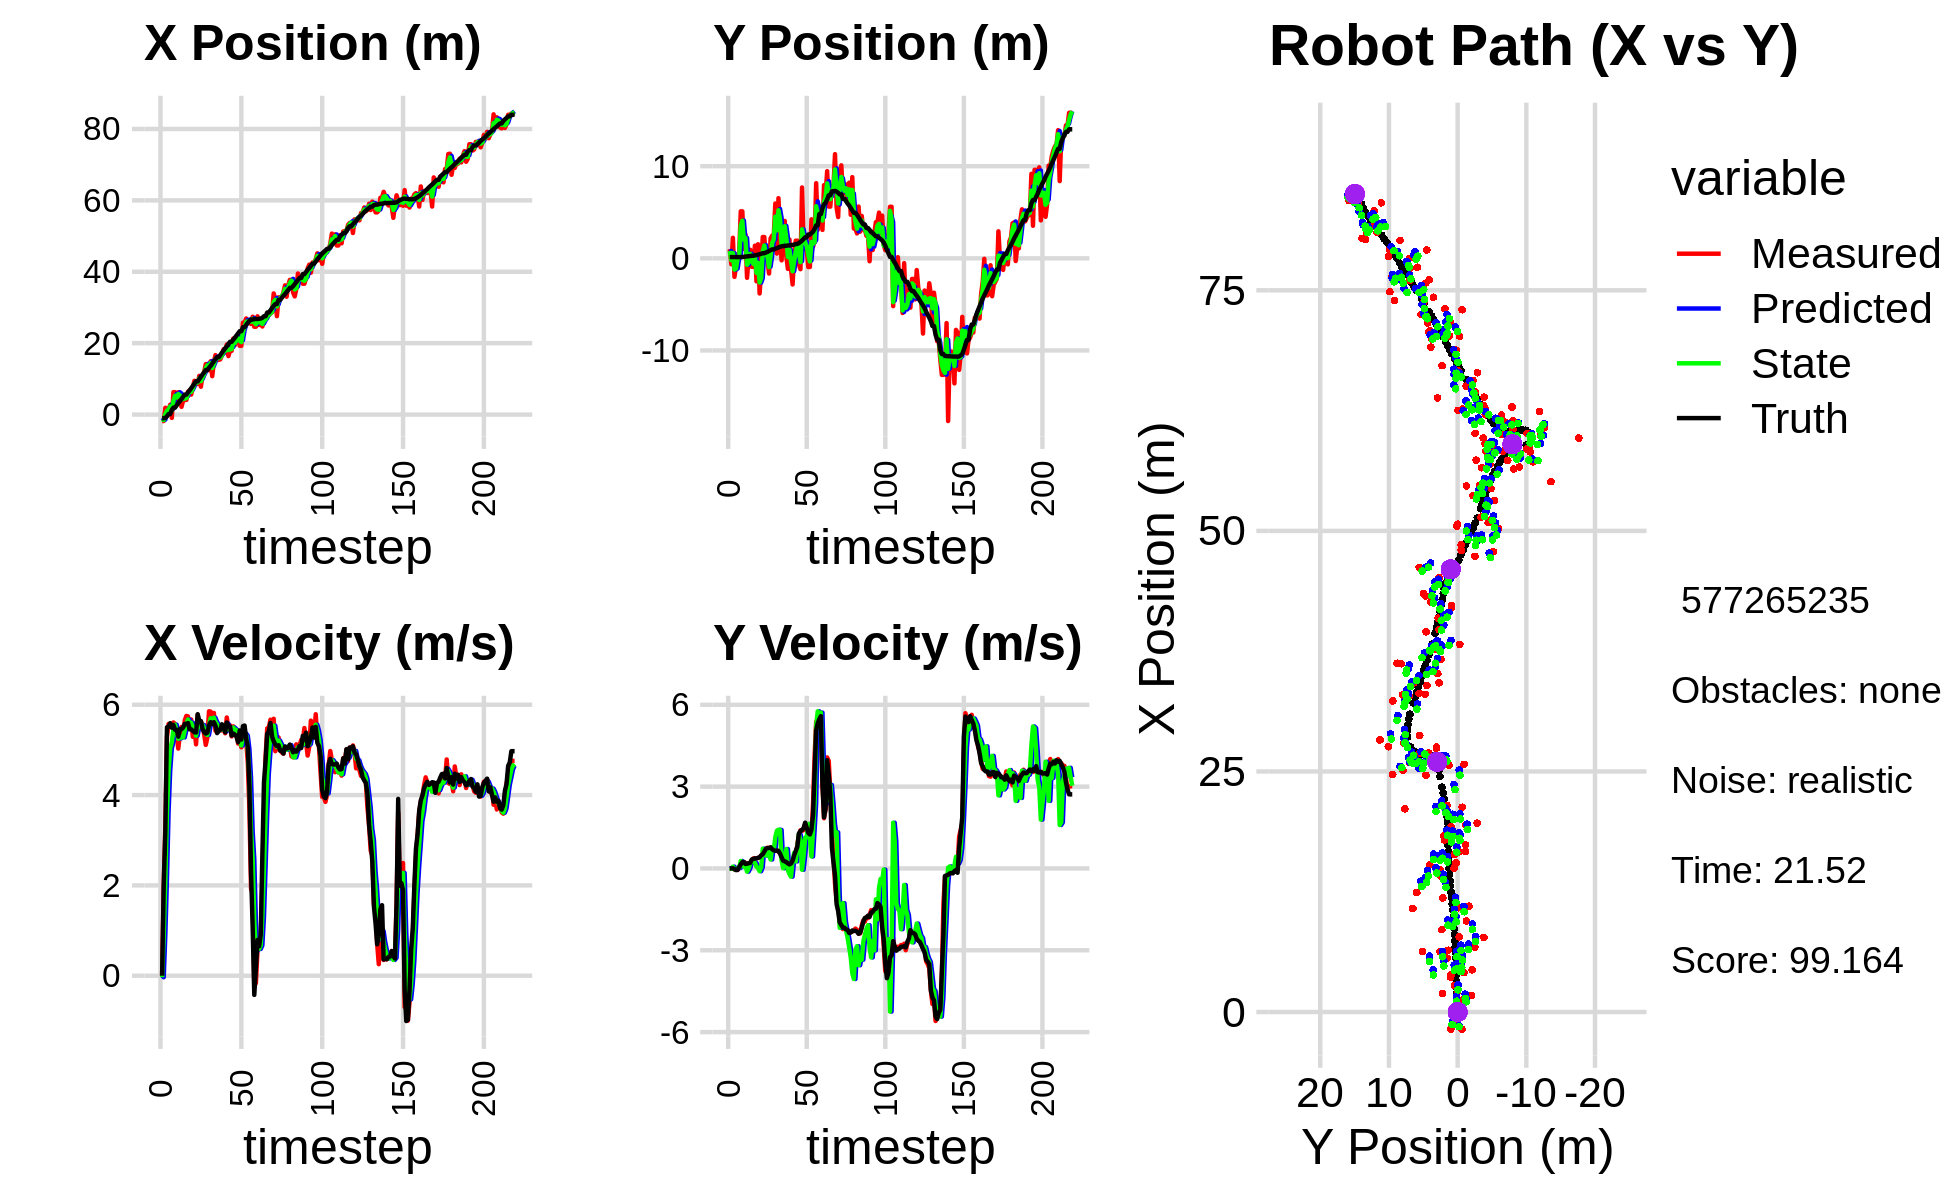 X Position (m)
80
60
40
20
0
0 50 100 150 200
timestep
Y Position (m)
10
0
-10
0 50 100 150 200
timestep
X Velocity (m/s)
6
4
2
0
0 50 100 150 200
timestep
Y Velocity (m/s)
6
3
0
-3
-6
0 50 100 150 200
timestep
Robot Path (X vs Y)
X Position (m)
75
50
25
0
20 10 0 -10 -20
Y Position (m)
variable
Measured
Predicted
State
Truth
577265235
Obstacles: none
Noise: realistic
Time: 21.52
Score: 99.164